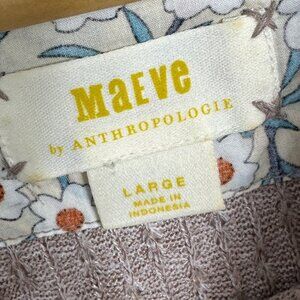 MaEve
by ANTHROPOLOGIE
LARGE
MADE IN
INDONESIA